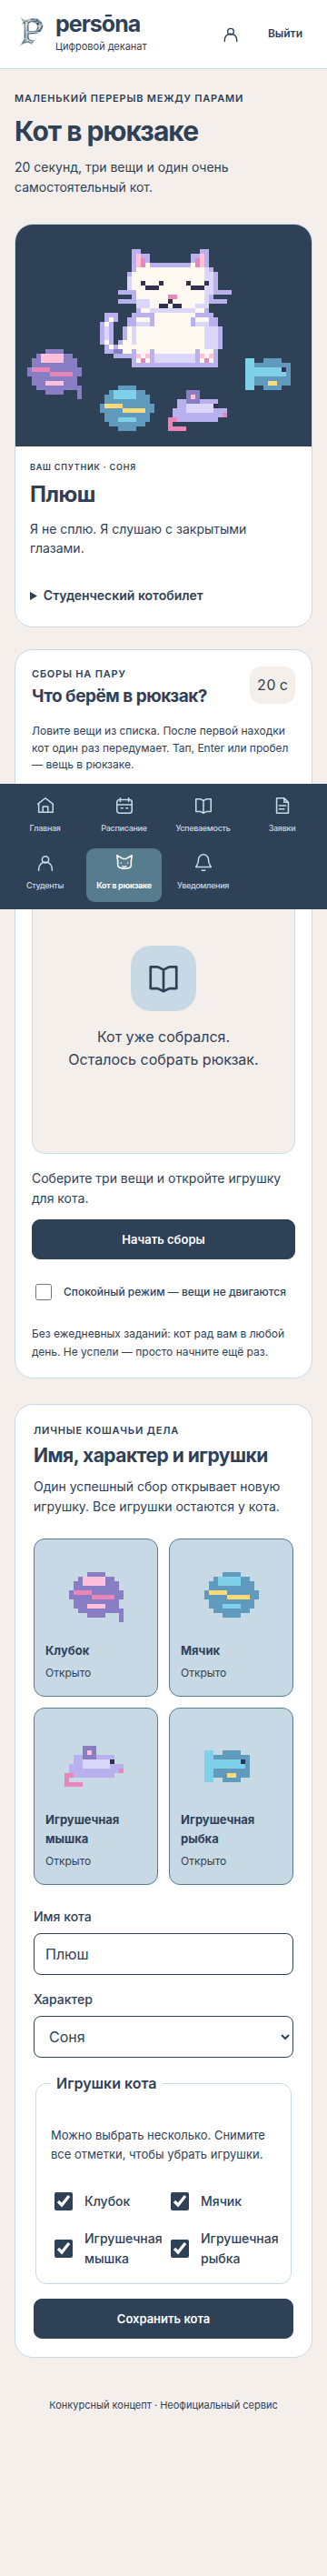 persōna
Цифровой деканат
Выйти
МАЛЕНЬКИЙ ПЕРЕРЫВ МЕЖДУ ПАРАМИ
Кот в рюкзаке
20 секунд, три вещи и один очень
самостоятельный кот.
ВАШ СПУТНИК · СОНЯ
Плюш
Я не сплю. Я слушаю с закрытыми
глазами.
Студенческий котобилет
СБОРЫ НА ПАРУ
Что берём в рюкзак?
20 с
Ловите вещи из списка. После первой находки
кот один раз передумает. Тап, Enter или пробел
— вещь в рюкзаке.
Главная
Расписание
Успеваемость
Заявки
Студенты
Кот в рюкзаке
Уведомления
Кот уже собрался.
Осталось собрать рюкзак.
Соберите три вещи и откройте игрушку
для кота.
Начать сборы
Спокойный режим — вещи не двигаются
Без ежедневных заданий: кот рад вам в любой
день. Не успели — просто начните ещё раз.
ЛИЧНЫЕ КОШАЧЬИ ДЕЛА
Имя, характер и игрушки
Один успешный сбор открывает новую
игрушку. Все игрушки остаются у кота.
Клубок
Открыто
Мячик
Открыто
Игрушечная
мышка
Открыто
Игрушечная
рыбка
Открыто
Имя кота
Плюш
Характер
Соня
Игрушки кота
Можно выбрать несколько. Снимите
все отметки, чтобы убрать игрушки.
Клубок
Мячик
Игрушечная
мышка
Игрушечная
рыбка
Сохранить кота
Конкурсный концепт · Неофициальный сервис